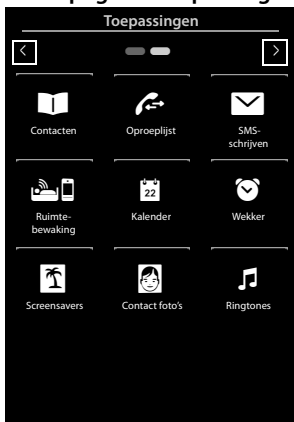 Toepassingen
Contacten
Oproeplijst
SMS-
schrijven
Ruimte-
bewaking
22
Kalender
Wekker
Screensavers
Contact foto's
Ringtones